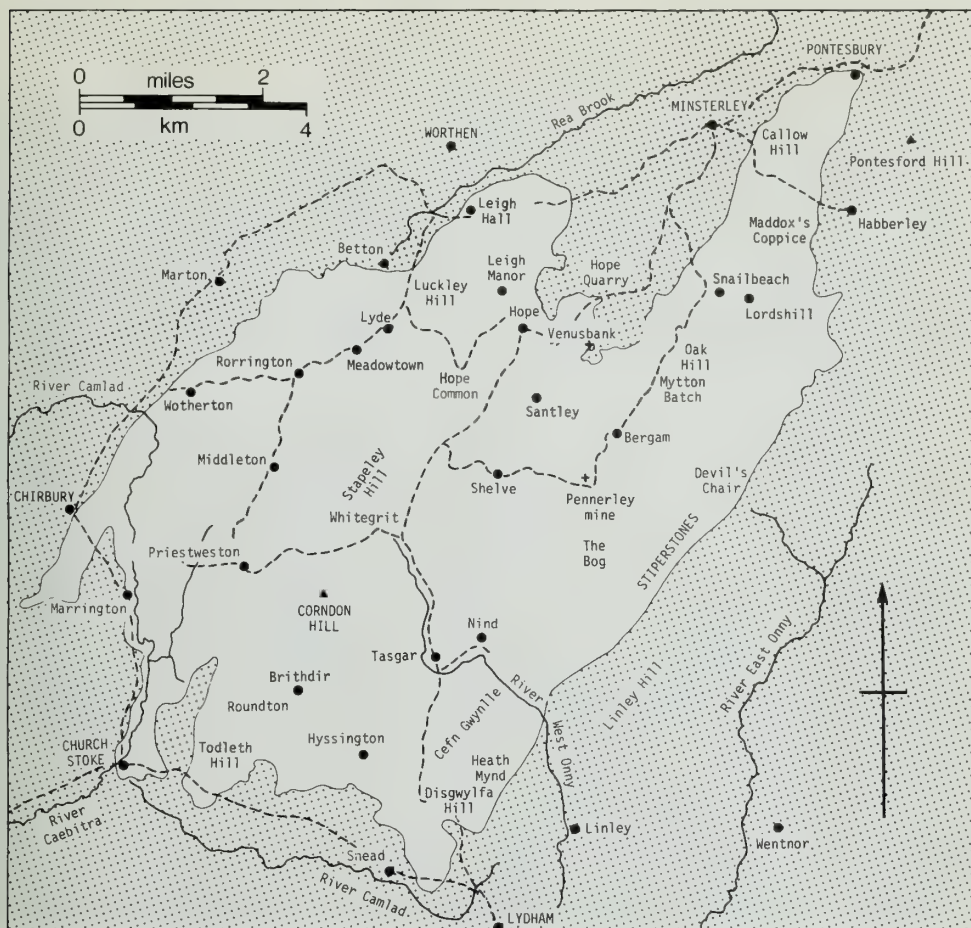 PONTESBURY
0 miles 2
0 km 4
Rea Brook
MINSTERLEY
WORTHEN
Callow
Hill
Pontesford Hill
Leigh
Hall
Habberley
Maddox's
Coppice
Betton
Marton
Leigh
Manor
Hope
Quarry
Luckley
Hill
Snailbeach
Lordshill
Hope
Venusbank
Lyde
Meadowtown
Rorrington
Oak
Hill
Mytton
Batch
River Camlad
Wotherton
Hope
Common
Santley
Bergam
Middleton
Stapeley
Hill
Shelve
Pennerley
mine
Devil's
Chair
CHIRBURY
Whitegrit
The
Bog
STIPERSTONES
Priestweston
Marrington
CORNDON
HILL
Nind
Tasgar
River East Onny
Linley Hill
Brithdir
Roundton
Cefn Gwynlle
River
West Onny
CHURCH
STOKE
Todleth
Hill
Hyssington
Heath
Mynd
Disgwylfa
Hill
River
Caebitra
Linley
Wentnor
Snead
River Camlad
LYDHAM